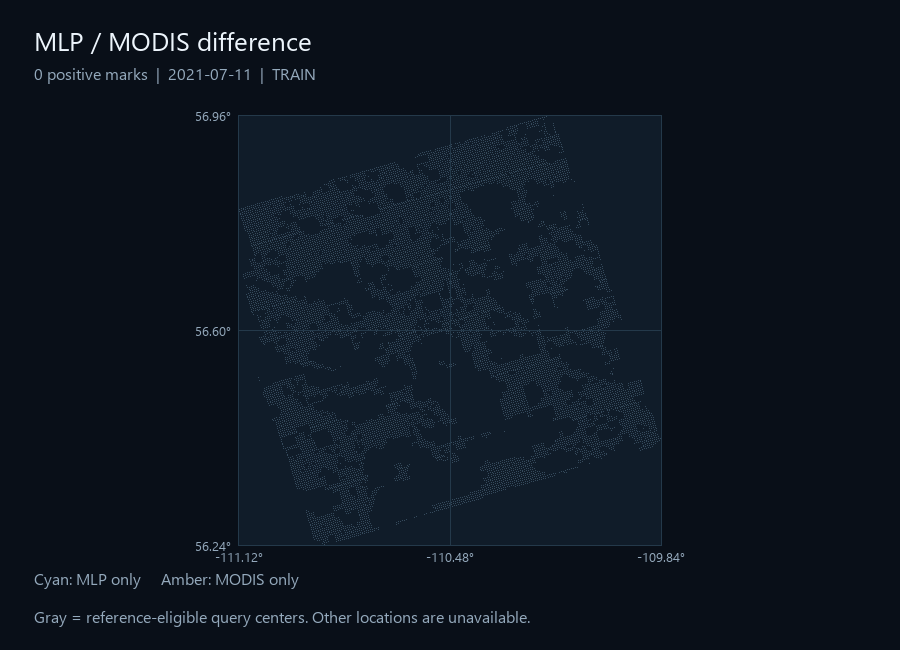 MLP / MODIS difference
0 positive marks | 2021-07-11 | TRAIN
56.96°
56.60°
56.24°
-111.12° -110.48° -109.84°
Cyan: MLP only Amber: MODIS only
Gray = reference-eligible query centers. Other locations are unavailable.